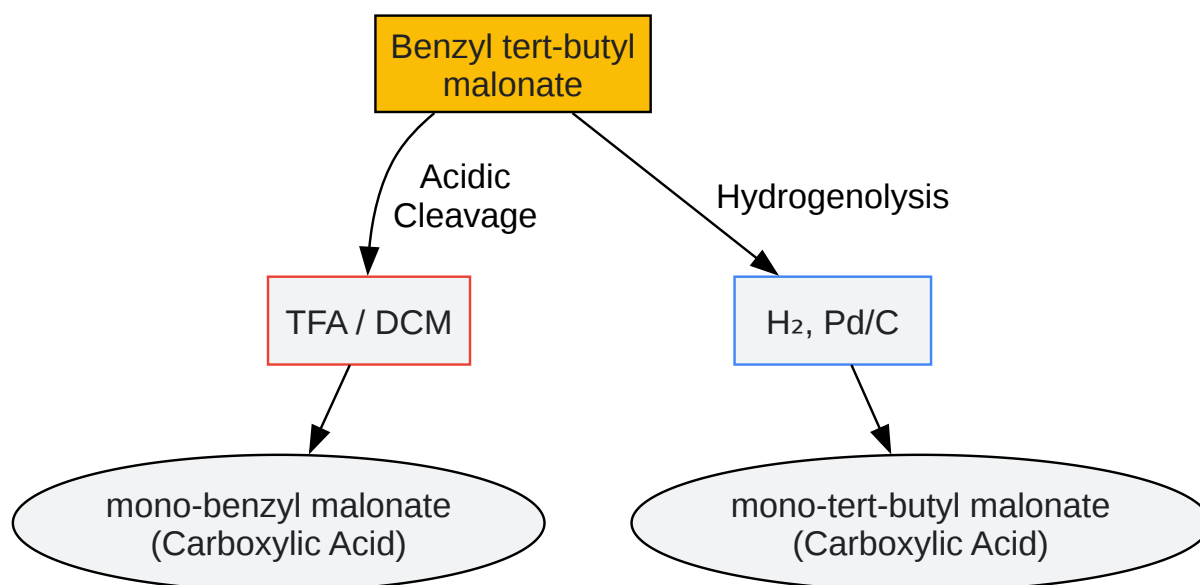 Benzyl tert-butyl
malonate
Acidic
Cleavage
Hydrogenolysis
TFA / DCM
H₂, Pd/C
mono-benzyl malonate
(Carboxylic Acid)
mono-tert-butyl malonate
(Carboxylic Acid)